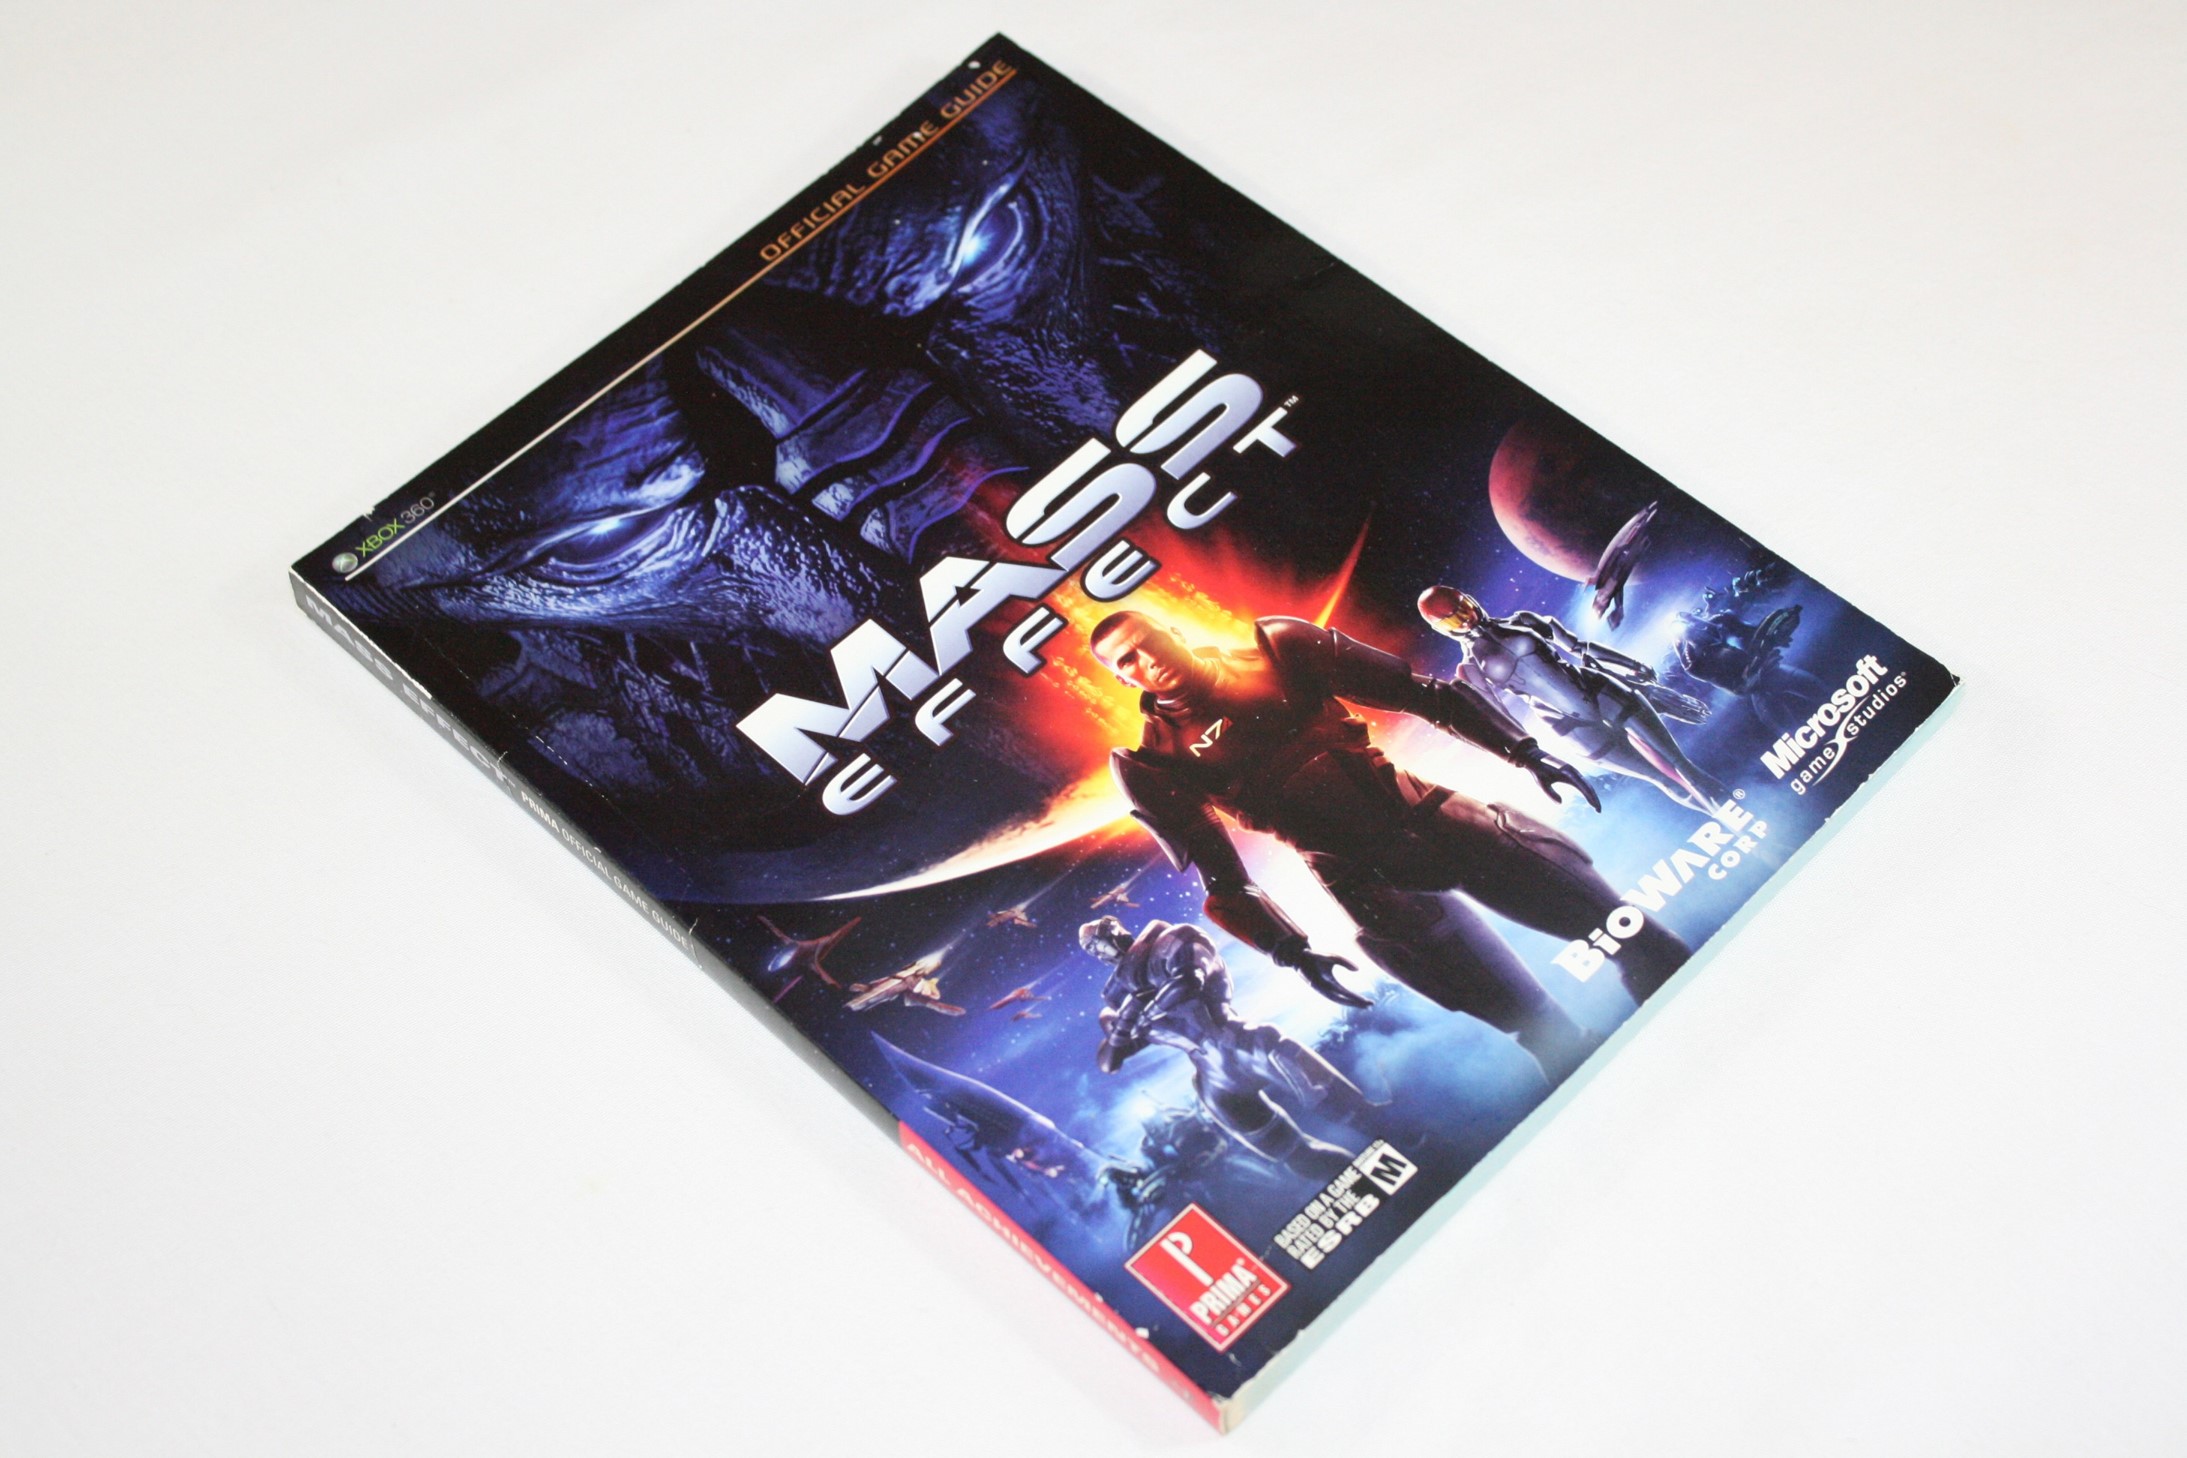 OFFICIAL GAME GUIDE
XBOX 360
MASS
EFFECT™
N7
Microsoft
game studios
BIOWARE®
CORP
PRIMA
GAMES
BASED ON A GAME
RATED BY THE
ESRB
M
MASS EFFECT PRIMA OFFICIAL GAME GUIDE
ALL ACHIEVEMENTS